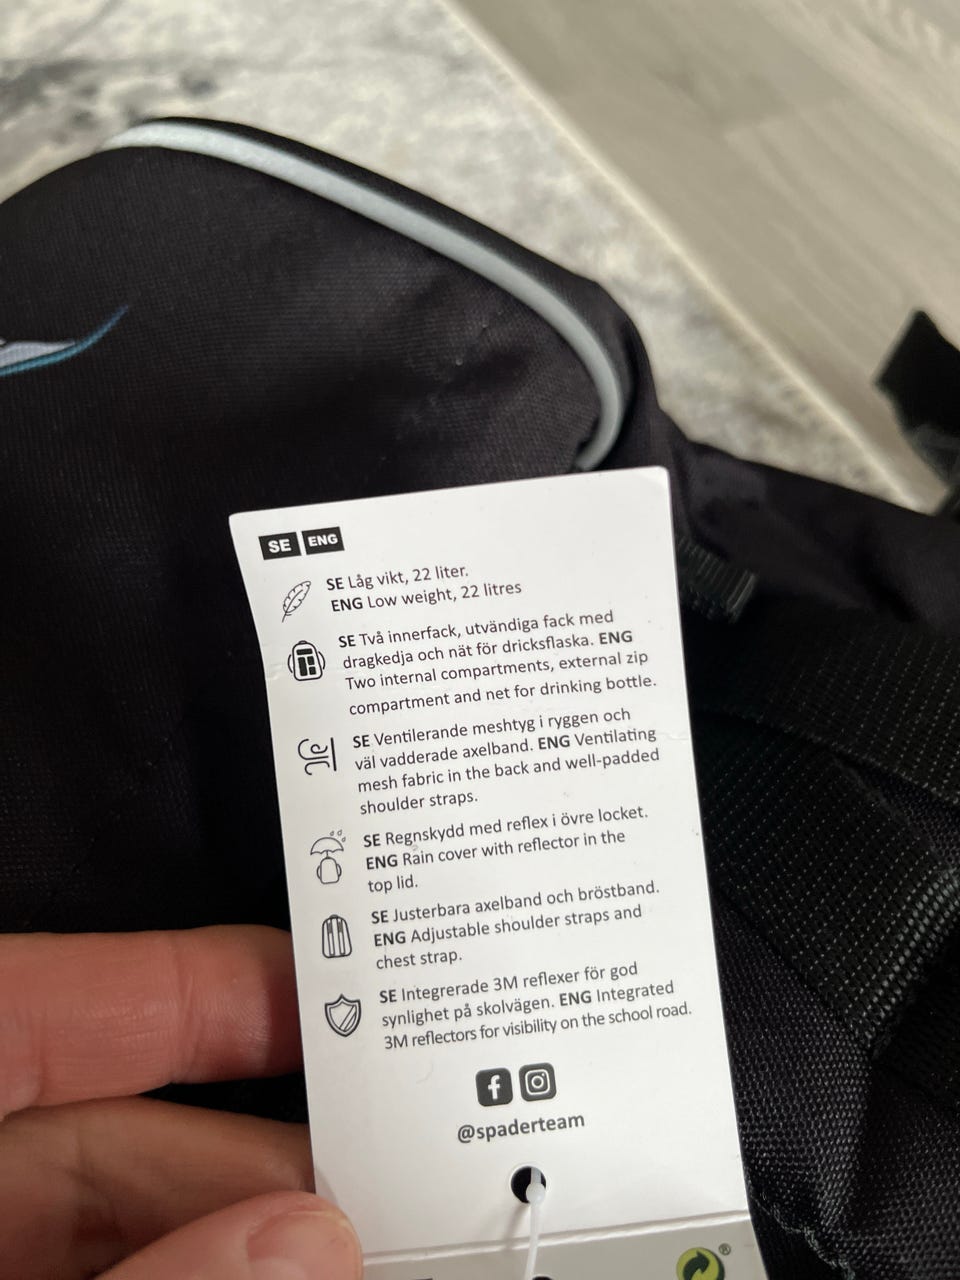 SE ENG
SE Låg vikt, 22 liter.
ENG Low weight, 22 litres
SE Två innerfack, utvändiga fack med
dragkedja och nät för dricksflaska. ENG
Two internal compartments, external zip
compartment and net for drinking bottle.
SE Ventilerande meshtyg i ryggen och
väl vadderade axelband. ENG Ventilating
mesh fabric in the back and well-padded
shoulder straps.
SE Regnskydd med reflex i övre locket.
ENG Rain cover with reflector in the
top lid.
SE Justerbara axelband och bröstband.
ENG Adjustable shoulder straps and
chest strap.
SE Integrerade 3M reflexer för god
synlighet på skolvägen. ENG Integrated
3M reflectors for visibility on the school road.
@spaderteam
®